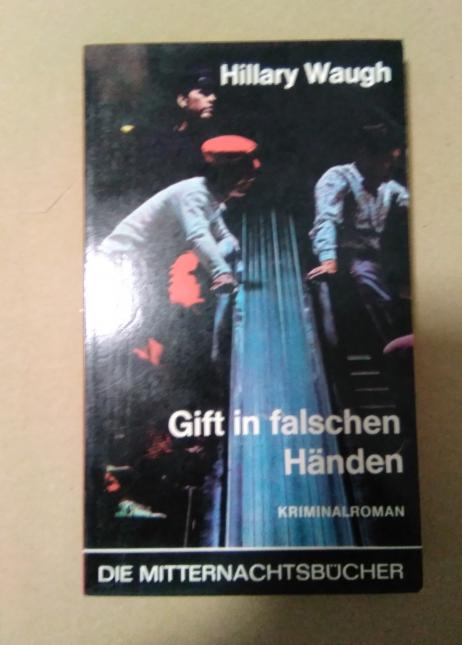 Hillary Waugh
Gift in falschen
Händen
KRIMINALROMAN
DIE MITTERNACHTSBÜCHER